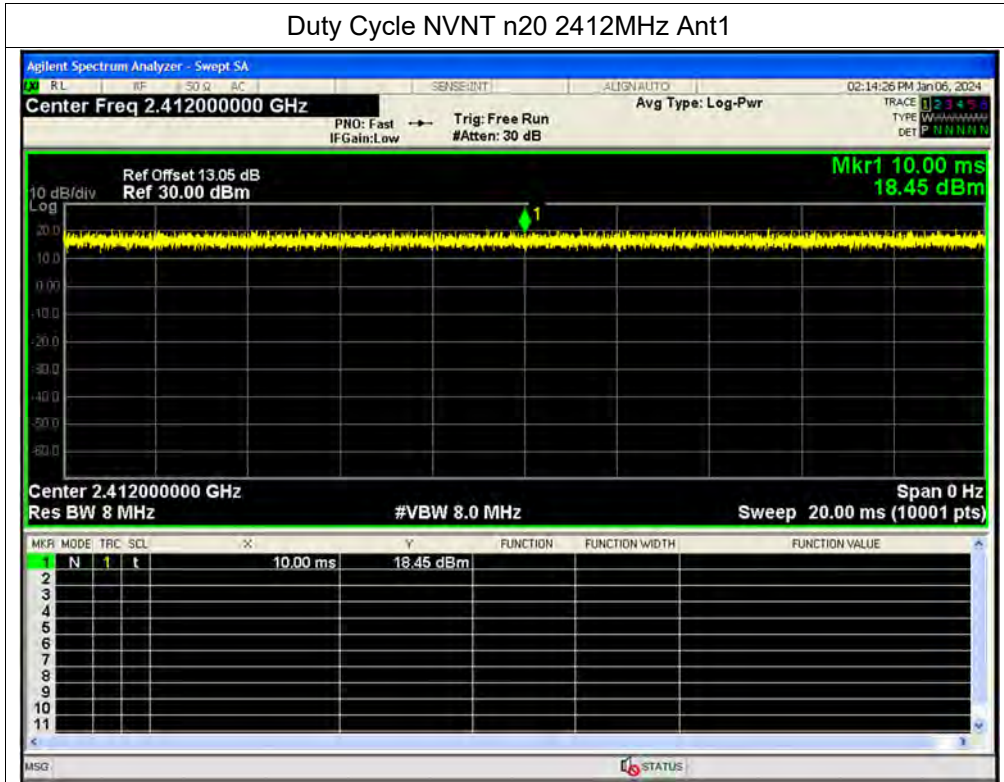 Duty Cycle NVNT n20 2412MHz Ant1
Agilent Spectrum Analyzer - Swept SA
LXI RL RF 50 Ω AC SENSE:INT ALIGN AUTO 02:14:26 PM Jan 06, 2024
Center Freq 2.412000000 GHz Avg Type: Log-Pwr TRACE 1 2 3 4 5 6
PNO: Fast Trig: Free Run TYPE W
IFGain:Low #Atten: 30 dB DET P N N N N N
Mkr1 10.00 ms
Ref Offset 13.05 dB
10 dB/div Ref 30.00 dBm 18.45 dBm
Log
1
20.0
10.0
0.00
-10.0
-20.0
-30.0
-40.0
-50.0
-60.0
Center 2.412000000 GHz Span 0 Hz
Res BW 8 MHz #VBW 8.0 MHz Sweep 20.00 ms (10001 pts)
MKR MODE TRC SCL X Y FUNCTION FUNCTION WIDTH FUNCTION VALUE
1 N 1 t 10.00 ms 18.45 dBm
2
3
4
5
6
7
8
9
10
11
MSG STATUS